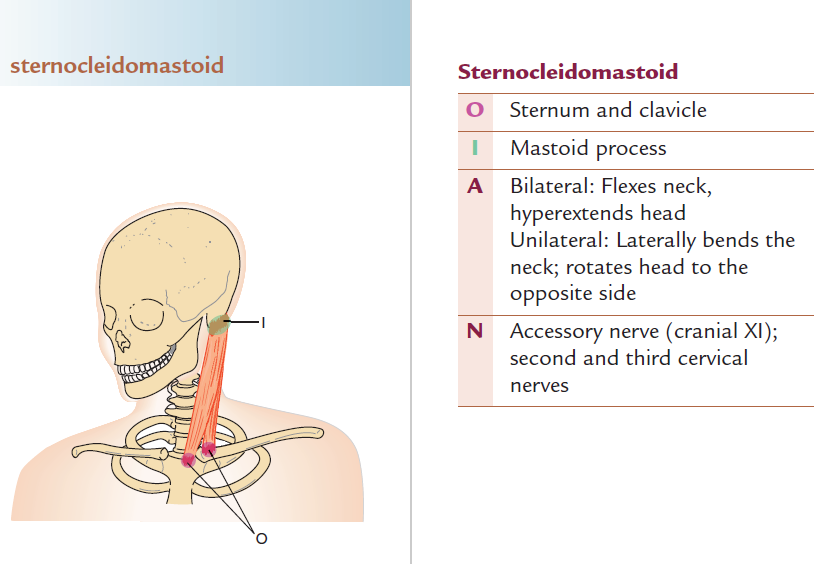 sternocleidomastoid
I
O
Sternocleidomastoid
O Sternum and clavicle
I Mastoid process
A Bilateral: Flexes neck,
hyperextends head
Unilateral: Laterally bends the
neck; rotates head to the
opposite side
N Accessory nerve (cranial XI);
second and third cervical
nerves